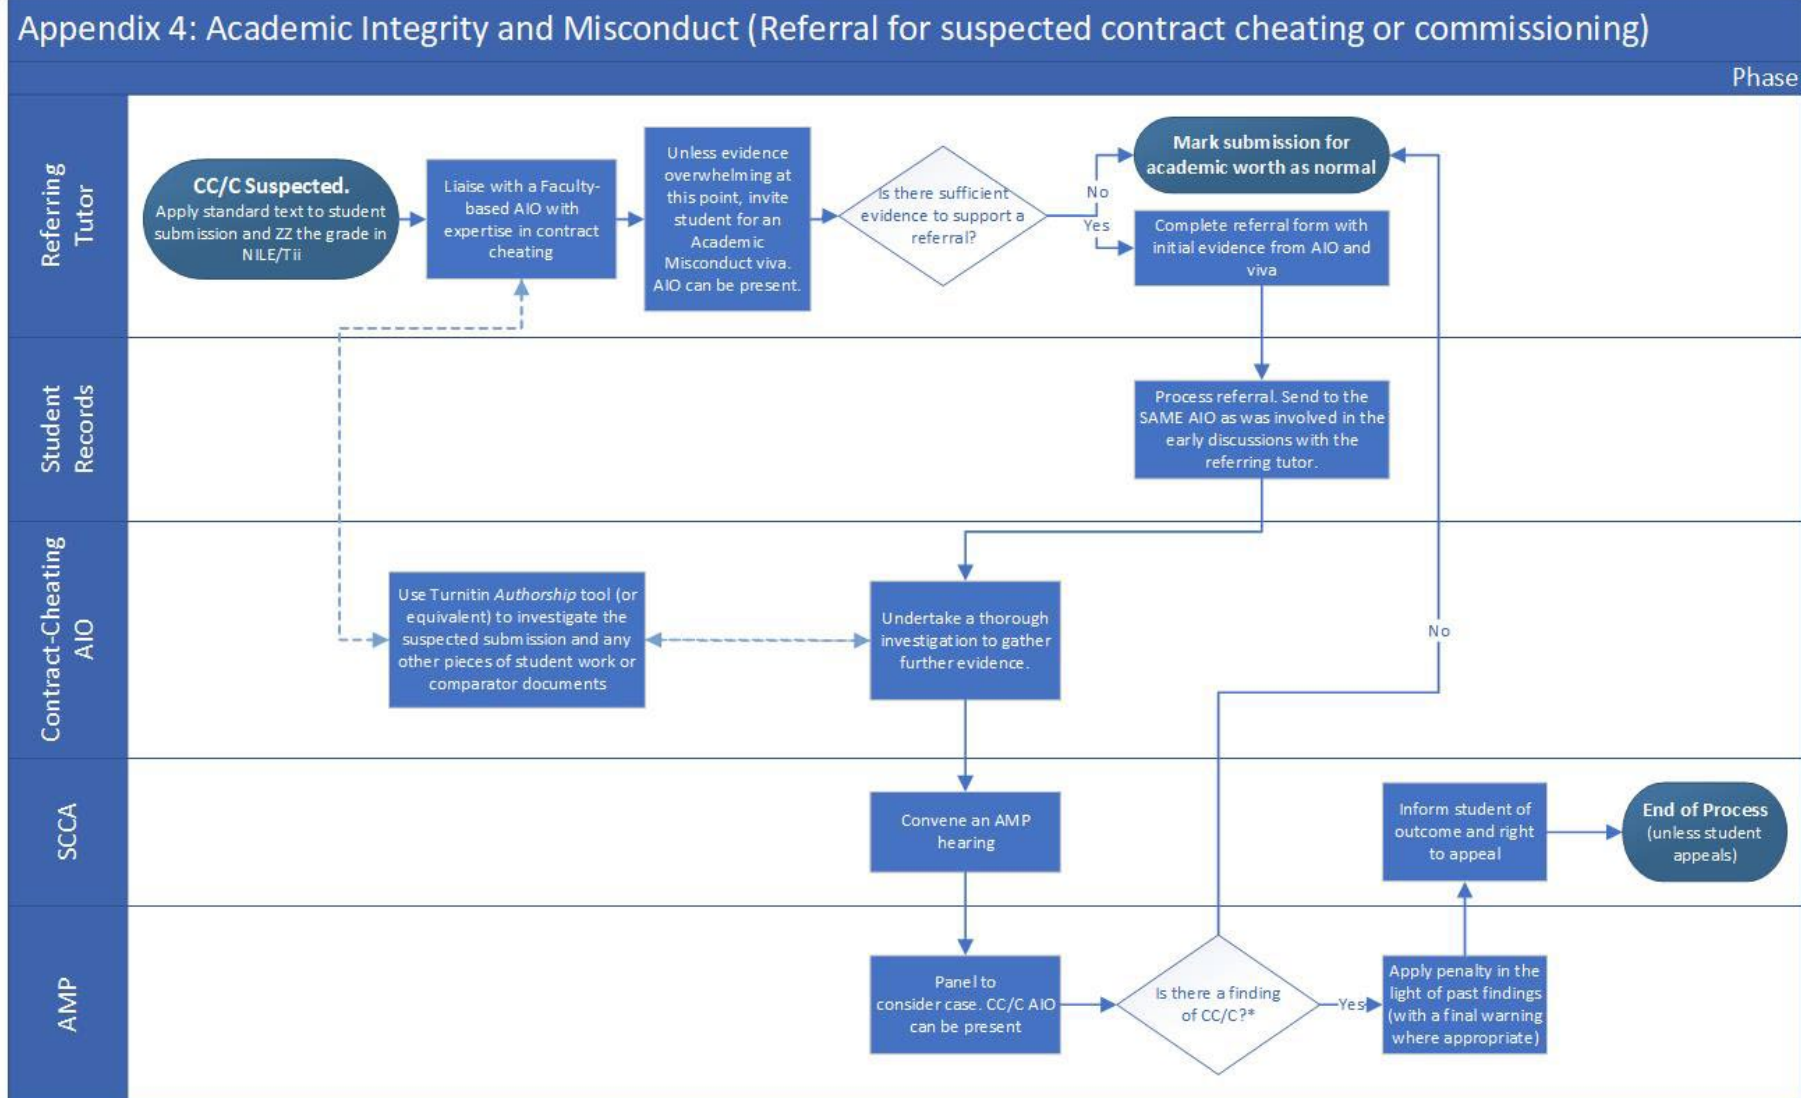 Appendix 4: Academic Integrity and Misconduct (Referral for suspected contract cheating or commissioning)
Phase
Referring
Tutor
CC/C Suspected.
Apply standard text to student
submission and ZZ the grade in
NILE/Tii
Liaise with a Faculty-
based AIO with
expertise in contract
cheating
Unless evidence
overwhelming at
this point, invite
student for an
Academic
Misconduct viva.
AIO can be present.
Is there sufficient
evidence to support a
referral?
No
Yes
Mark submission for
academic worth as normal
Complete referral form with
initial evidence from AIO and
viva
Student
Records
Process referral. Send to the
SAME AIO as was involved in the
early discussions with the
referring tutor.
Contract-Cheating
AIO
Use Turnitin Authorship tool (or
equivalent) to investigate the
suspected submission and any
other pieces of student work or
comparator documents
Undertake a thorough
investigation to gather
further evidence.
No
SCCA
Convene an AMP
hearing
Inform student of
outcome and right
to appeal
End of Process
(unless student
appeals)
AMP
Panel to
consider case. CC/C AIO
can be present
Is there a finding
of CC/C?*
Yes
Apply penalty in the
light of past findings
(with a final warning
where appropriate)